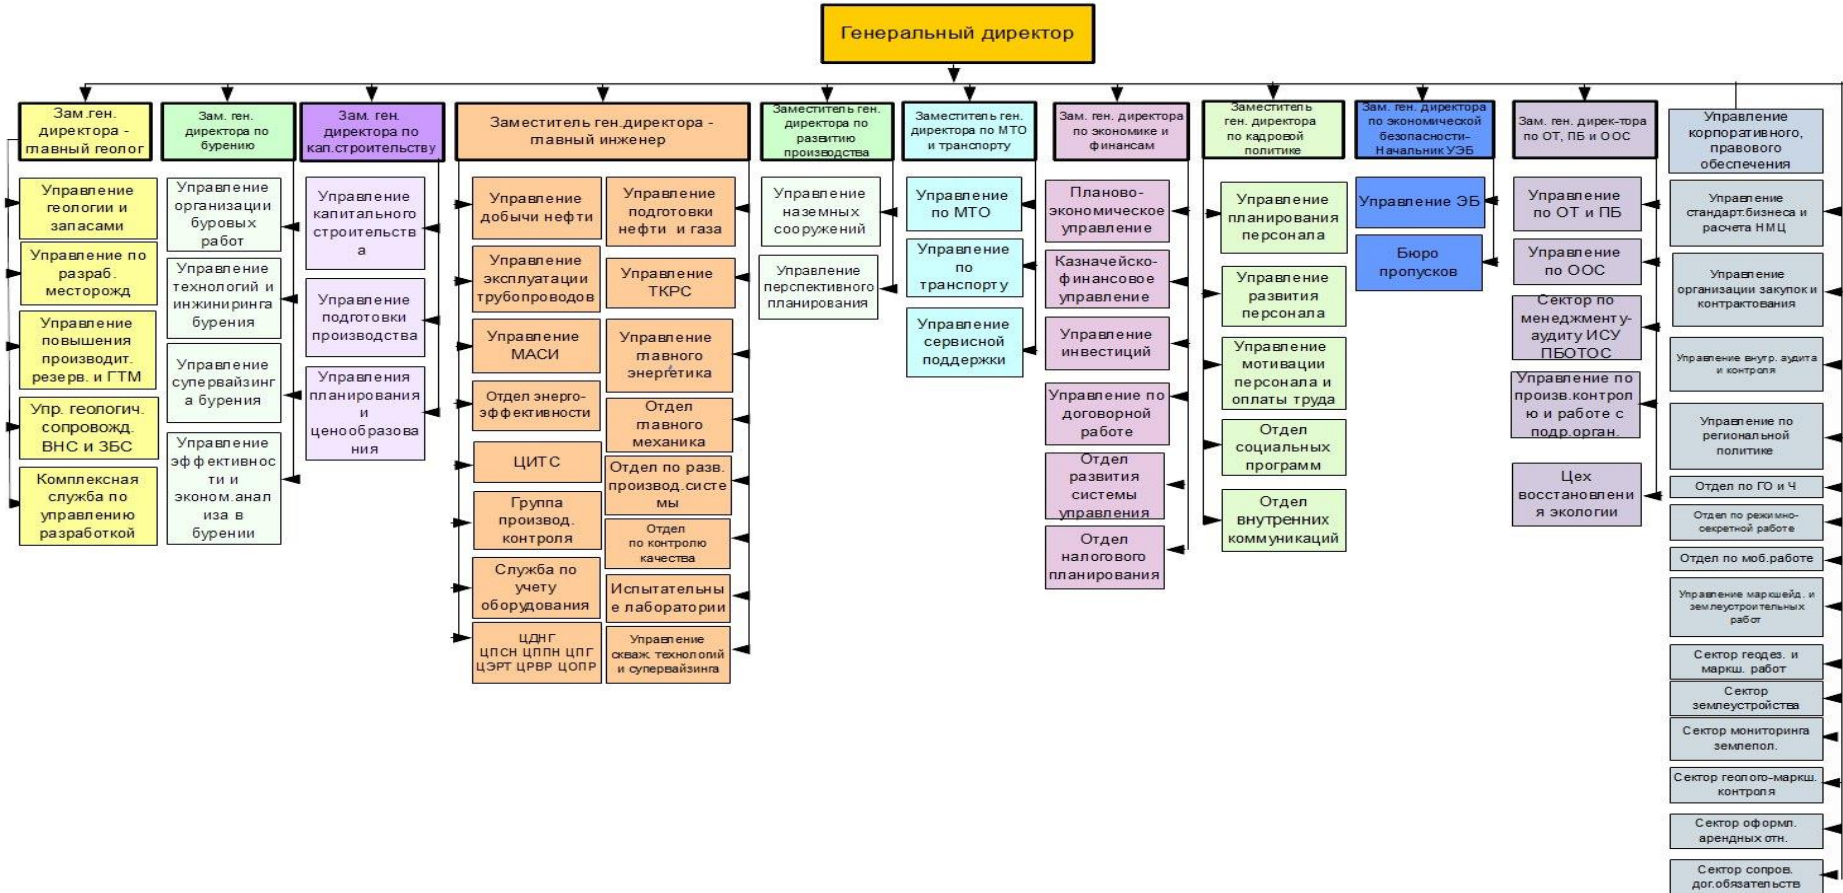 Генеральный директор
Зам.ген.
директора -
главный геолог
Управление
геологии и
запасами
Управление по
разраб.
месторожд
Управление
повышения
производит.
резерв. и ГТМ
Упр. геологич.
сопровожд.
ВНС и ЗБС
Комплексная
служба по
управлению
разработкой
Зам. ген.
директора по
бурению
Управление
организации
буровых
работ
Управление
технологий и
инжиниринга
бурения
Управление
супервайзинг
а бурения
Управление
эффективнос
ти и
эконом.анал
иза в
бурении
Зам. ген.
директора по
кап.строительству
Управление
капитального
строительств
а
Управление
подготовки
производства
Управления
планирования
и
ценообразова
ния
Заместитель ген.директора -
главный инженер
Управление
добычи нефти
Управление
эксплуатации
трубопроводов
Управление
МАСИ
Отдел энерго-
эффективности
ЦИТС
Группа
производ.
контроля
Служба по
учету
оборудования
ЦДНГ
ЦПСН ЦППН ЦПГ
ЦЭРТ ЦРВР ЦОПР
Управление
подготовки
нефти и газа
Управление
ТКРС
Управление
главного
энергетика
Отдел
главного
механика
Отдел по разв.
производ.систе
мы
Отдел
по контролю
качества
Испытательны
е лаборатории
Управление
скваж. технологий
и супервайзинга
Заместитель ген.
директора по
развитию
производства
Управление
наземных
сооружений
Управление
перспективного
планирования
Заместитель ген.
директора по МТО
и транспорту
Управление
по МТО
Управление
по
транспорту
Управление
сервисной
поддержки
Зам. ген. директора
по экономике и
финансам
Планово-
экономическое
управление
Казначейско-
финансовое
управление
Управление
инвестиций
Управление по
договорной
работе
Отдел
развития
системы
управления
Отдел
налогового
планирования
Заместитель
ген. директора
по кадровой
политике
Управление
планирования
персонала
Управление
развития
персонала
Управление
мотивации
персонала и
оплаты труда
Отдел
социальных
программ
Отдел
внутренних
коммуникаций
Зам. ген. директора
по экономической
безопасности-
Начальник УЭБ
Управление ЭБ
Бюро
пропусков
Зам. ген. дирек-тора
по ОТ, ПБ и ООС
Управление
по ОТ и ПБ
Управление
по ООС
Сектор по
менеджменту-
аудиту ИСУ
ПБОТОС
Управление по
произв.контрол
ю и работе с
подр.орган.
Цех
восстановлени
я экологии
Управление
корпоративного,
правового
обеспечения
Управление
стандарт.бизнеса и
расчета НМЦ
Управление
организации закупок и
контрактования
Управление внутр. аудита
и контроля
Управление по
региональной
политике
Отдел по ГО и Ч
Отдел по режимно-
секретной работе
Отдел по моб.работе
Управление маркшейд. и
землеустроительных
работ
Сектор геодез. и
маркш. работ
Сектор
землеустройства
Сектор мониторинга
землепол.
Сектор геолого-маркш.
контроля
Сектор оформл.
арендных отн.
Сектор сопров.
дог.обязательств